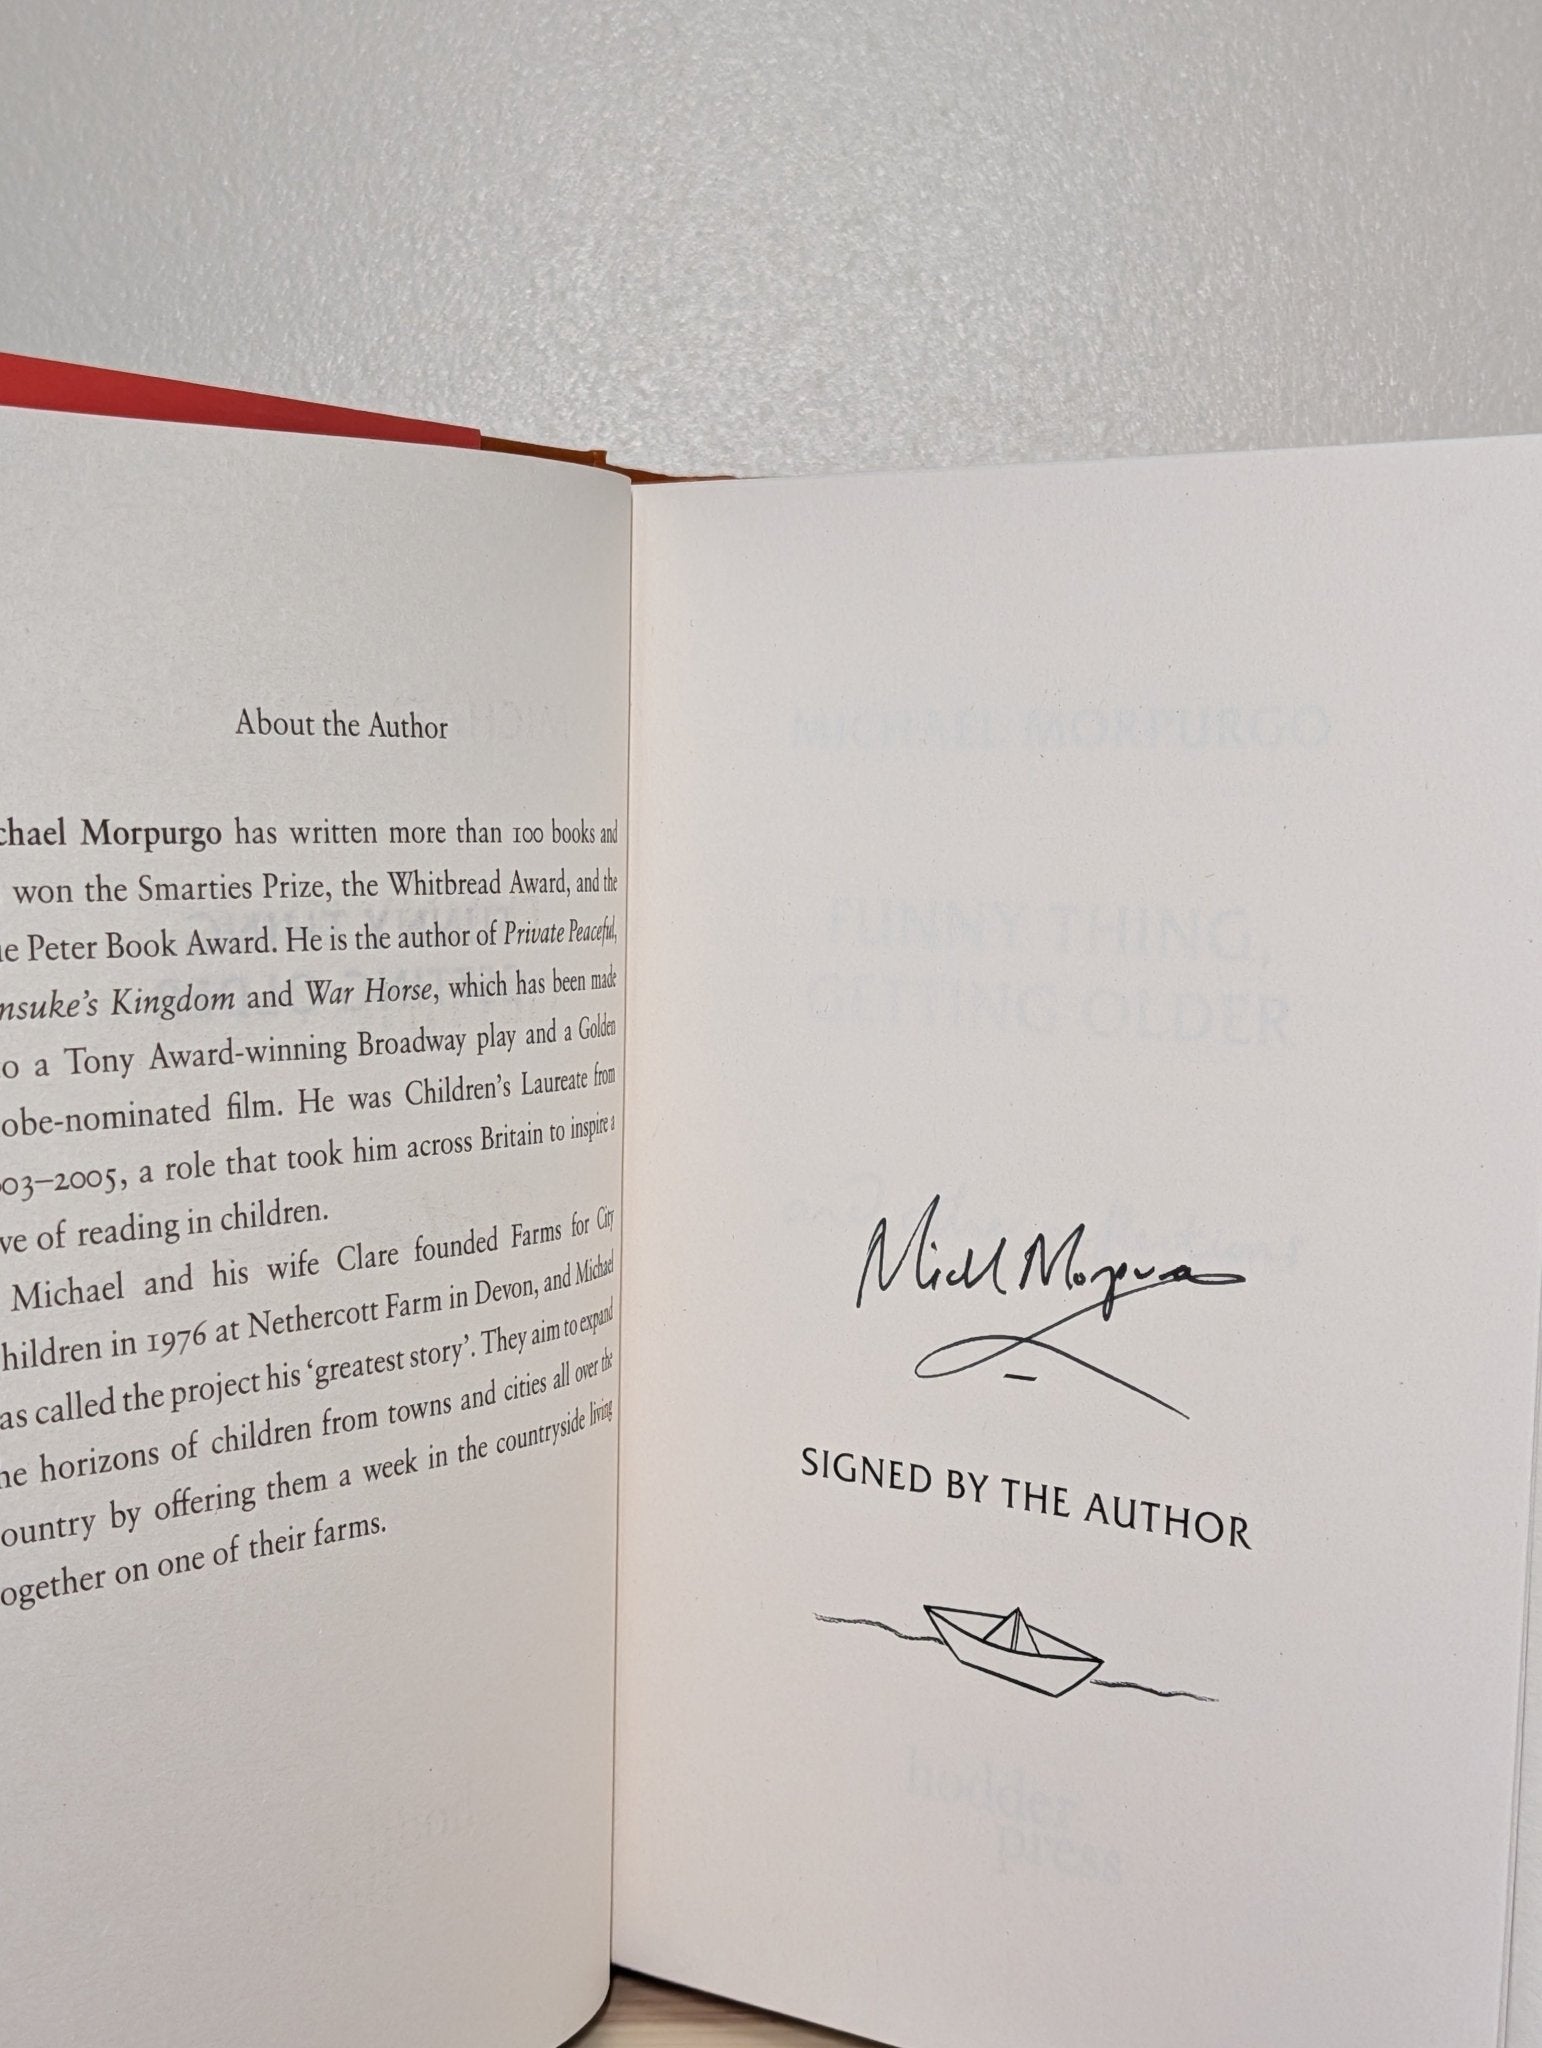 About the Author
chael Morpurgo has written more than 100 books and
won the Smarties Prize, the Whitbread Award, and the
ue Peter Book Award. He is the author of Private Peaceful,
nsuke's Kingdom and War Horse, which has been made
o a Tony Award-winning Broadway play and a Golden
obe-nominated film. He was Children's Laureate from
03–2005, a role that took him across Britain to inspire a
ve of reading in children.
Michael and his wife Clare founded Farms for City
hildren in 1976 at Nethercott Farm in Devon, and Michael
as called the project his 'greatest story'. They aim to expand
he horizons of children from towns and cities all over the
ountry by offering them a week in the countryside living
ogether on one of their farms.
MICHAEL MORPURGO
FUNNY THING,
GETTING OLDER
Michael Morpurgo
SIGNED BY THE AUTHOR
hodder
press